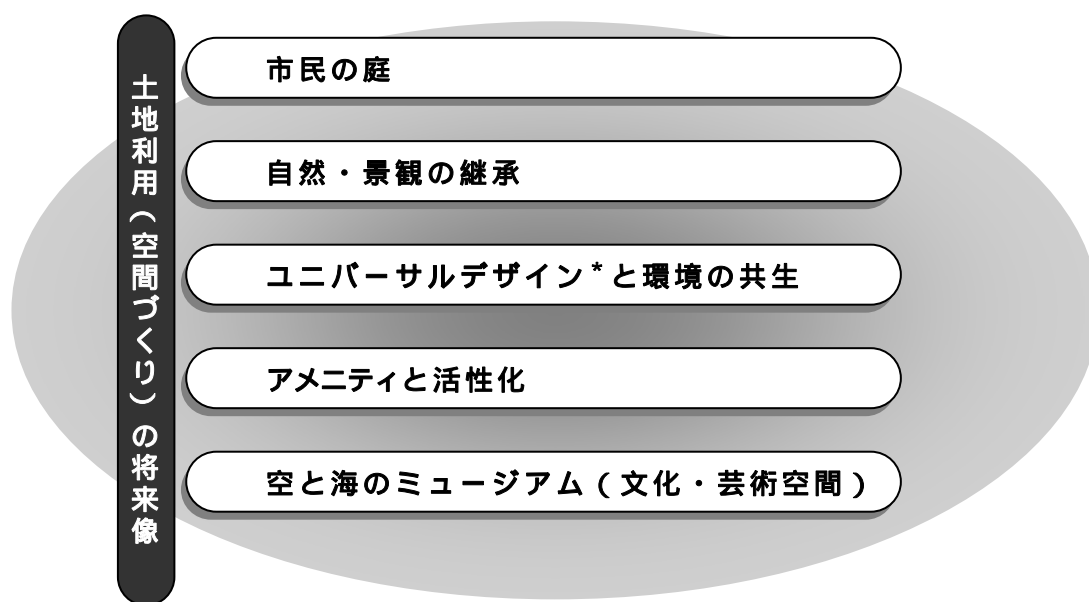 土地利用（空間づくり）の将来像
市民の庭
自然・景観の継承
ユニバーサルデザイン*と環境の共生
アメニティと活性化
空と海のミュージアム（文化・芸術空間）